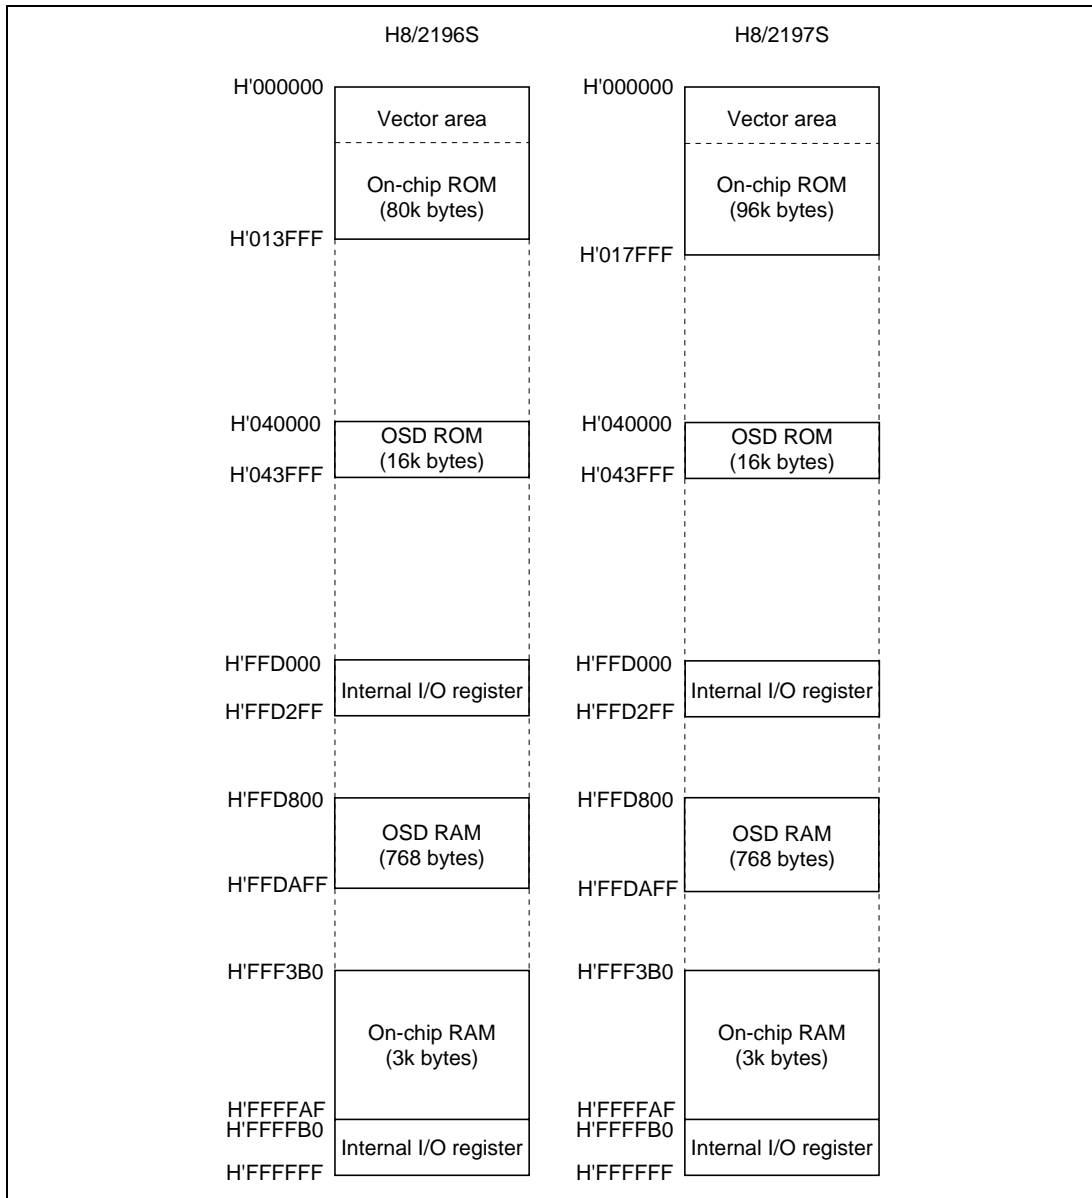 H8/2196S
H'000000
Vector area
On-chip ROM
(80k bytes)
H'013FFF
H'040000
OSD ROM
(16k bytes)
H'043FFF
H'FFD000
Internal I/O register
H'FFD2FF
H'FFD800
OSD RAM
(768 bytes)
H'FFDAFF
H'FFF3B0
On-chip RAM
(3k bytes)
H'FFFFAF
H'FFFFB0
Internal I/O register
H'FFFFFF
H8/2197S
H'000000
Vector area
On-chip ROM
(96k bytes)
H'017FFF
H'040000
OSD ROM
(16k bytes)
H'043FFF
H'FFD000
Internal I/O register
H'FFD2FF
H'FFD800
OSD RAM
(768 bytes)
H'FFDAFF
H'FFF3B0
On-chip RAM
(3k bytes)
H'FFFFAF
H'FFFFB0
Internal I/O register
H'FFFFFF